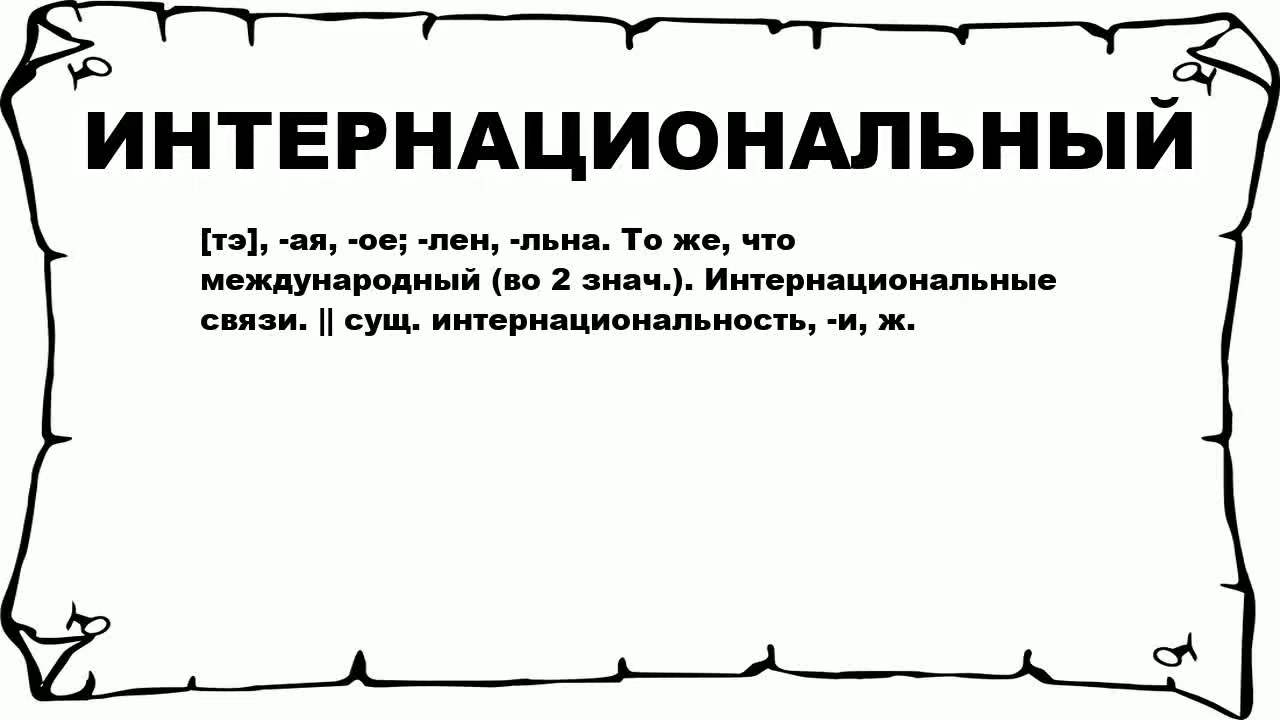 ИНТЕРНАЦИОНАЛЬНЫЙ
[тэ], -ая, -ое; -лен, -льна. То же, что
международный (во 2 знач.). Интернациональные
связи. || сущ. интернациональность, -и, ж.